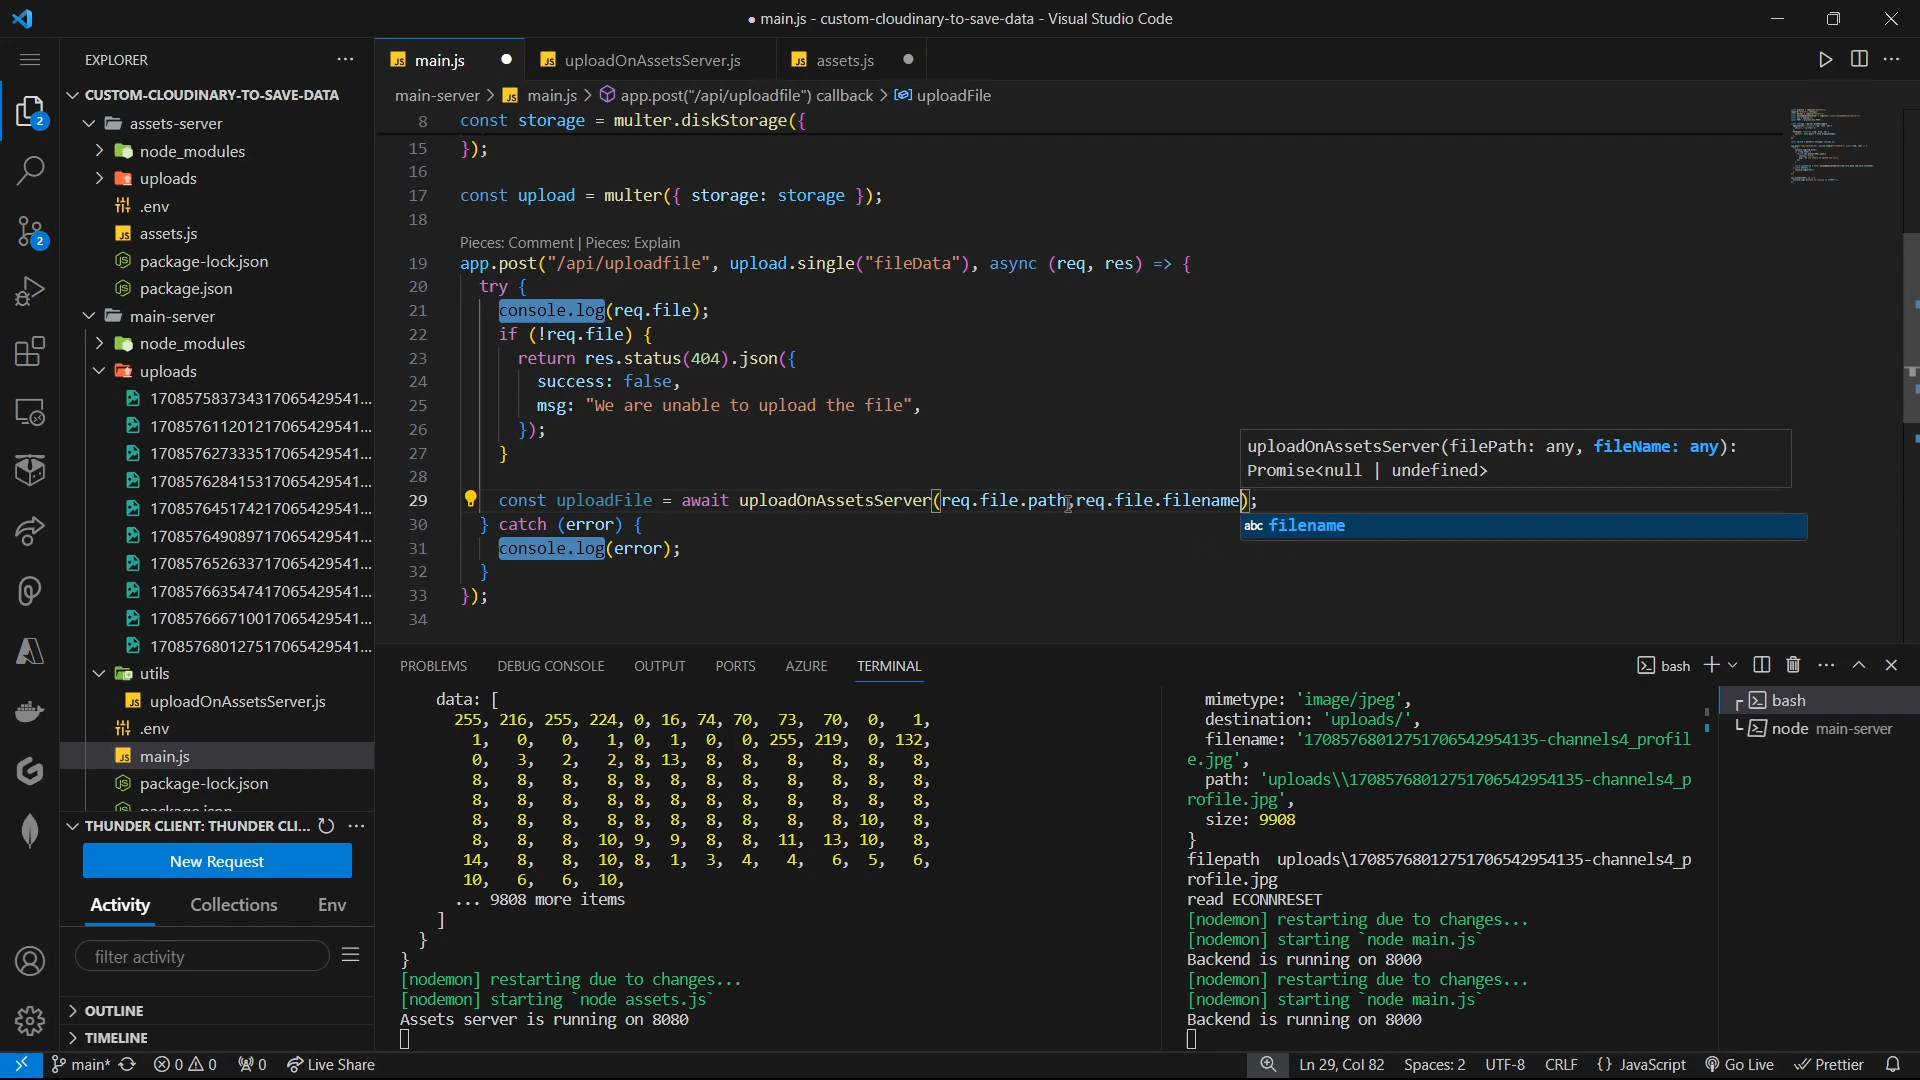 ● main.js - custom-cloudinary-to-save-data - Visual Studio Code
EXPLORER
CUSTOM-CLOUDINARY-TO-SAVE-DATA
assets-server
node_modules
uploads
.env
assets.js
package-lock.json
package.json
main-server
node_modules
uploads
170857583734317065429541...
170857611201217065429541...
170857627333517065429541...
170857628415317065429541...
170857645174217065429541...
170857649089717065429541...
170857652633717065429541...
170857663547417065429541...
170857666710017065429541...
170857680127517065429541...
utils
uploadOnAssetsServer.js
.env
main.js
package-lock.json
package.json
2
2
THUNDER CLIENT: THUNDER CLI...
New Request
Activity Collections Env
filter activity
OUTLINE
TIMELINE
main.js uploadOnAssetsServer.js assets.js
main-server > main.js > app.post("/api/uploadfile") callback > uploadFile
8 const storage = multer.diskStorage({
15 });
16
17 const upload = multer({ storage: storage });
18
Pieces: Comment | Pieces: Explain
19 app.post("/api/uploadfile", upload.single("fileData"), async (req, res) => {
20 try {
21 console.log(req.file);
22 if (!req.file) {
23 return res.status(404).json({
24 success: false,
25 msg: "We are unable to upload the file",
26 });
27 }
28
29 const uploadFile = await uploadOnAssetsServer(req.file.path,req.file.filename);
30 } catch (error) {
31 console.log(error);
32 }
33 });
34
uploadOnAssetsServer(filePath: any, fileName: any):
Promise<null | undefined>
abc filename
PROBLEMS DEBUG CONSOLE OUTPUT PORTS AZURE TERMINAL
bash
data: [
255, 216, 255, 224, 0, 16, 74, 70, 73, 70, 0, 1,
1, 0, 0, 1, 0, 1, 0, 0, 255, 219, 0, 132,
0, 3, 2, 2, 8, 13, 8, 8, 8, 8, 8, 8,
8, 8, 8, 8, 8, 8, 8, 8, 8, 8, 8, 8,
8, 8, 8, 8, 8, 8, 8, 8, 8, 8, 8, 8,
8, 8, 8, 8, 8, 8, 8, 8, 8, 8, 10, 8,
8, 8, 8, 10, 9, 9, 8, 8, 11, 13, 10, 8,
14, 8, 8, 10, 8, 1, 3, 4, 4, 6, 5, 6,
10, 6, 6, 10,
... 9808 more items
]
}
}
[nodemon] restarting due to changes...
[nodemon] starting `node assets.js`
Assets server is running on 8080
mimetype: 'image/jpeg',
destination: 'uploads/',
filename: '17085768012751706542954135-channels4_profil
e.jpg',
path: 'uploads\\17085768012751706542954135-channels4_p
rofile.jpg',
size: 9908
}
filepath uploads\17085768012751706542954135-channels4_p
rofile.jpg
read ECONNRESET
[nodemon] restarting due to changes...
[nodemon] starting `node main.js`
Backend is running on 8000
[nodemon] restarting due to changes...
[nodemon] starting `node main.js`
Backend is running on 8000
bash
node main-server
main* 0 0 0 Live Share
Ln 29, Col 82 Spaces: 2 UTF-8 CRLF {} JavaScript Go Live Prettier